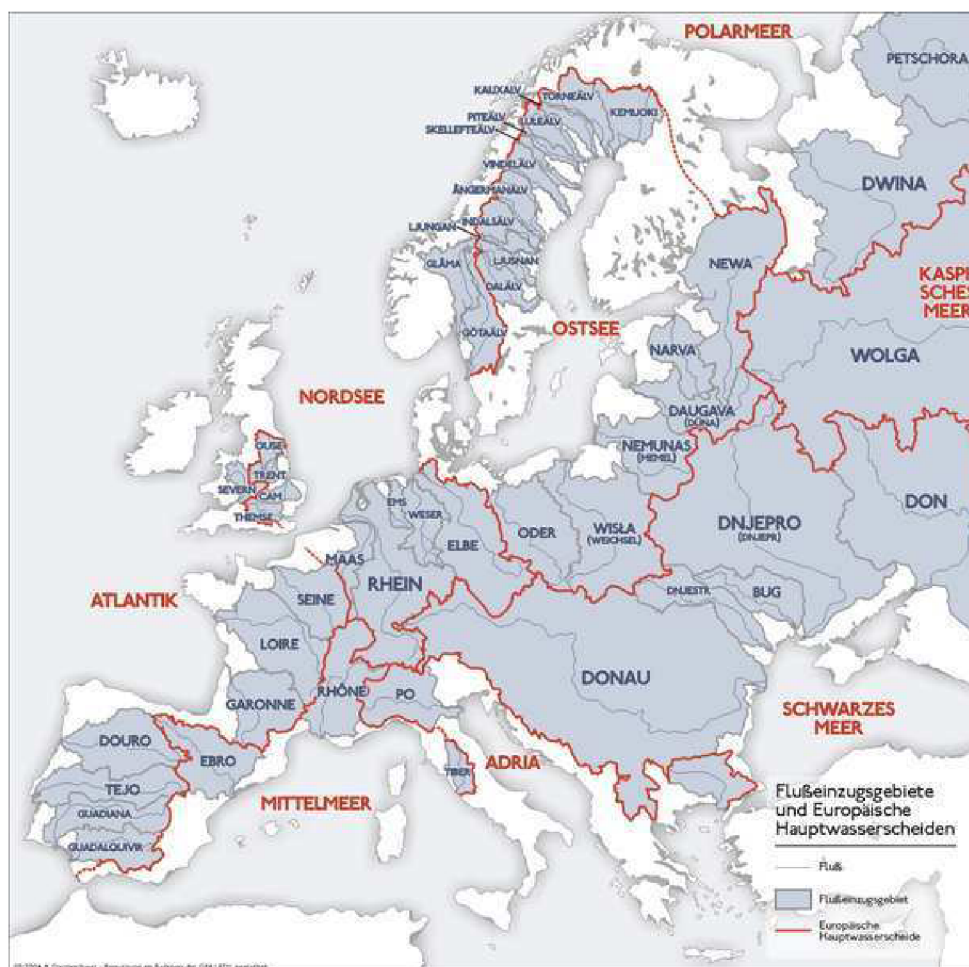 POLARMEER
PETSCHORA
KALIXÄLV
TORNEÄLV
PITEÄLV
LULEÄLV
KEMIJOKI
SKELLEFTEÄLV
VINDELÄLV
DWINA
ÅNGERMANÄLV
LJUNGAN
INDALSÄLV
GLÅMA
LJUSNAN
NEWA
KASPI
SCHES
MEER
DALÄLV
GÖTAÄLV
OSTSEE
NARVA
WOLGA
NORDSEE
DAUGAVA
(DÜNA)
OUSE
NEMUNAS
(MEMEL)
TRENT
SEVERN
CAM
THEMSE
EMS
WESER
ELBE
ODER
WISŁA
(WEICHSEL)
DNJEPRO
(DNJEPR)
DON
MAAS
RHEIN
ATLANTIK
SEINE
DNJESTR
BUG
LOIRE
DONAU
GARONNE
RHÔNE
PO
SCHWARZES
MEER
DOURO
EBRO
ADRIA
TIBER
TEJO
MITTELMEER
GUADIANA
GUADALQUIVIR
Flußeinzugsgebiete
und Europäische
Hauptwasserscheiden
Fluß
Flußeinzugsgebiet
Europäische
Hauptwasserscheide